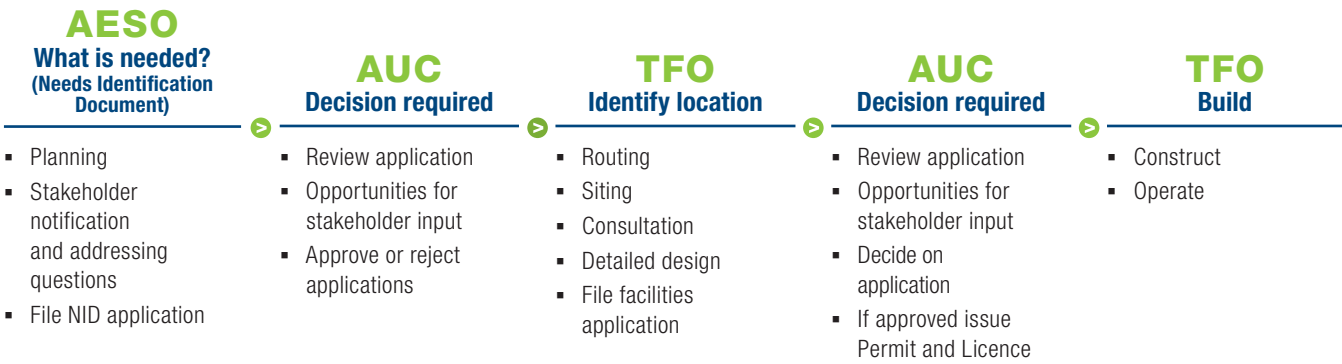 AESO
What is needed?
(Needs Identification
Document)
▪ Planning
▪ Stakeholder
notification
and addressing
questions
▪ File NID application
>
AUC
Decision required
▪ Review application
▪ Opportunities for
stakeholder input
▪ Approve or reject
applications
>
TFO
Identify location
▪ Routing
▪ Siting
▪ Consultation
▪ Detailed design
▪ File facilities
application
>
AUC
Decision required
▪ Review application
▪ Opportunities for
stakeholder input
▪ Decide on
application
▪ If approved issue
Permit and Licence
>
TFO
Build
▪ Construct
▪ Operate